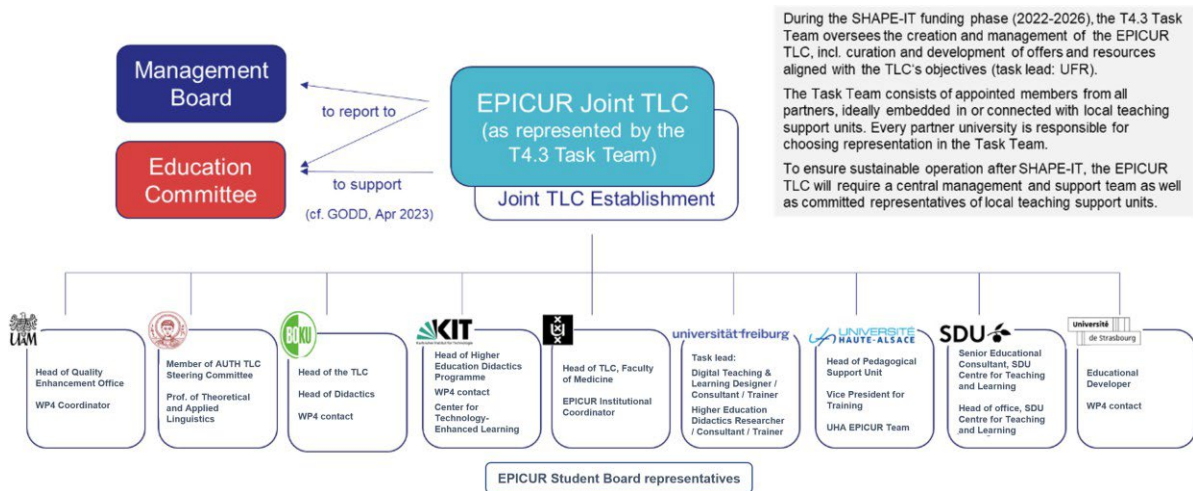 Management
Board
Education
Committee
to report to
to support
(cf. GODD, Apr 2023)
EPICUR Joint TLC
(as represented by the
T4.3 Task Team)
Joint TLC Establishment
During the SHAPE-IT funding phase (2022-2026), the T4.3 Task
Team oversees the creation and management of the EPICUR
TLC, incl. curation and development of offers and resources
aligned with the TLC's objectives (task lead: UFR).
The Task Team consists of appointed members from all
partners, ideally embedded in or connected with local teaching
support units. Every partner university is responsible for
choosing representation in the Task Team.
To ensure sustainable operation after SHAPE-IT, the EPICUR
TLC will require a central management and support team as well
as committed representatives of local teaching support units.
UAM
Head of Quality
Enhancement Office
WP4 Coordinator
Member of AUTH TLC
Steering Committee
Prof. of Theoretical
and Applied
Linguistics
BOKU
Head of the TLC
Head of Didactics
WP4 contact
KIT
Head of Higher
Education Didactics
Programme
WP4 contact
Center for
Technology-
Enhanced Learning
Head of TLC, Faculty
of Medicine
EPICUR Institutional
Coordinator
universität freiburg
Task lead:
Digital Teaching &
Learning Designer /
Consultant / Trainer
Higher Education
Didactics Researcher
/ Consultant / Trainer
UNIVERSITÉ
HAUTE-ALSACE
Head of Pedagogical
Support Unit
Vice President for
Training
UHA EPICUR Team
SDU
Senior Educational
Consultant, SDU
Centre for Teaching
and Learning
Head of office, SDU
Centre for Teaching
and Learning
Université
de Strasbourg
Educational
Developer
WP4 contact
EPICUR Student Board representatives